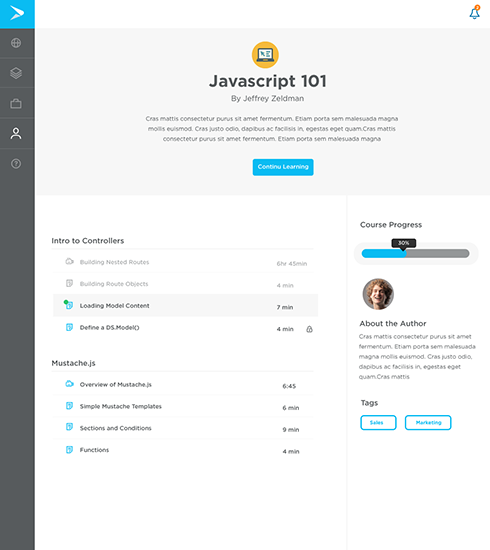 2
Javascript 101
By Jeffrey Zeldman
Cras mattis consectetur purus sit amet fermentum. Etiam porta sem malesuada magna
mollis euismod. Cras justo odio, dapibus ac facilisis in, egestas eget quam.Cras mattis
consectetur purus sit amet fermentum. Etiam porta sem malesuada magna
Continu Learning
Intro to Controllers
Building Nested Routes 6hr 45min
Building Route Objects 4 min
Loading Model Content 7 min
Define a DS.Model() 4 min
Mustache.js
Overview of Mustache.js 6:45
Simple Mustache Templates 6 min
Sections and Conditions 9 min
Functions 4 min
Course Progress
30%
About the Author
Cras mattis consectetur purus sit amet
fermentum. Etiam porta sem malesuada
magna mollis euismod. Cras justo odio,
dapibus ac facilisis in, egestas eget
quam.Cras mattis
Tags
Sales Marketing